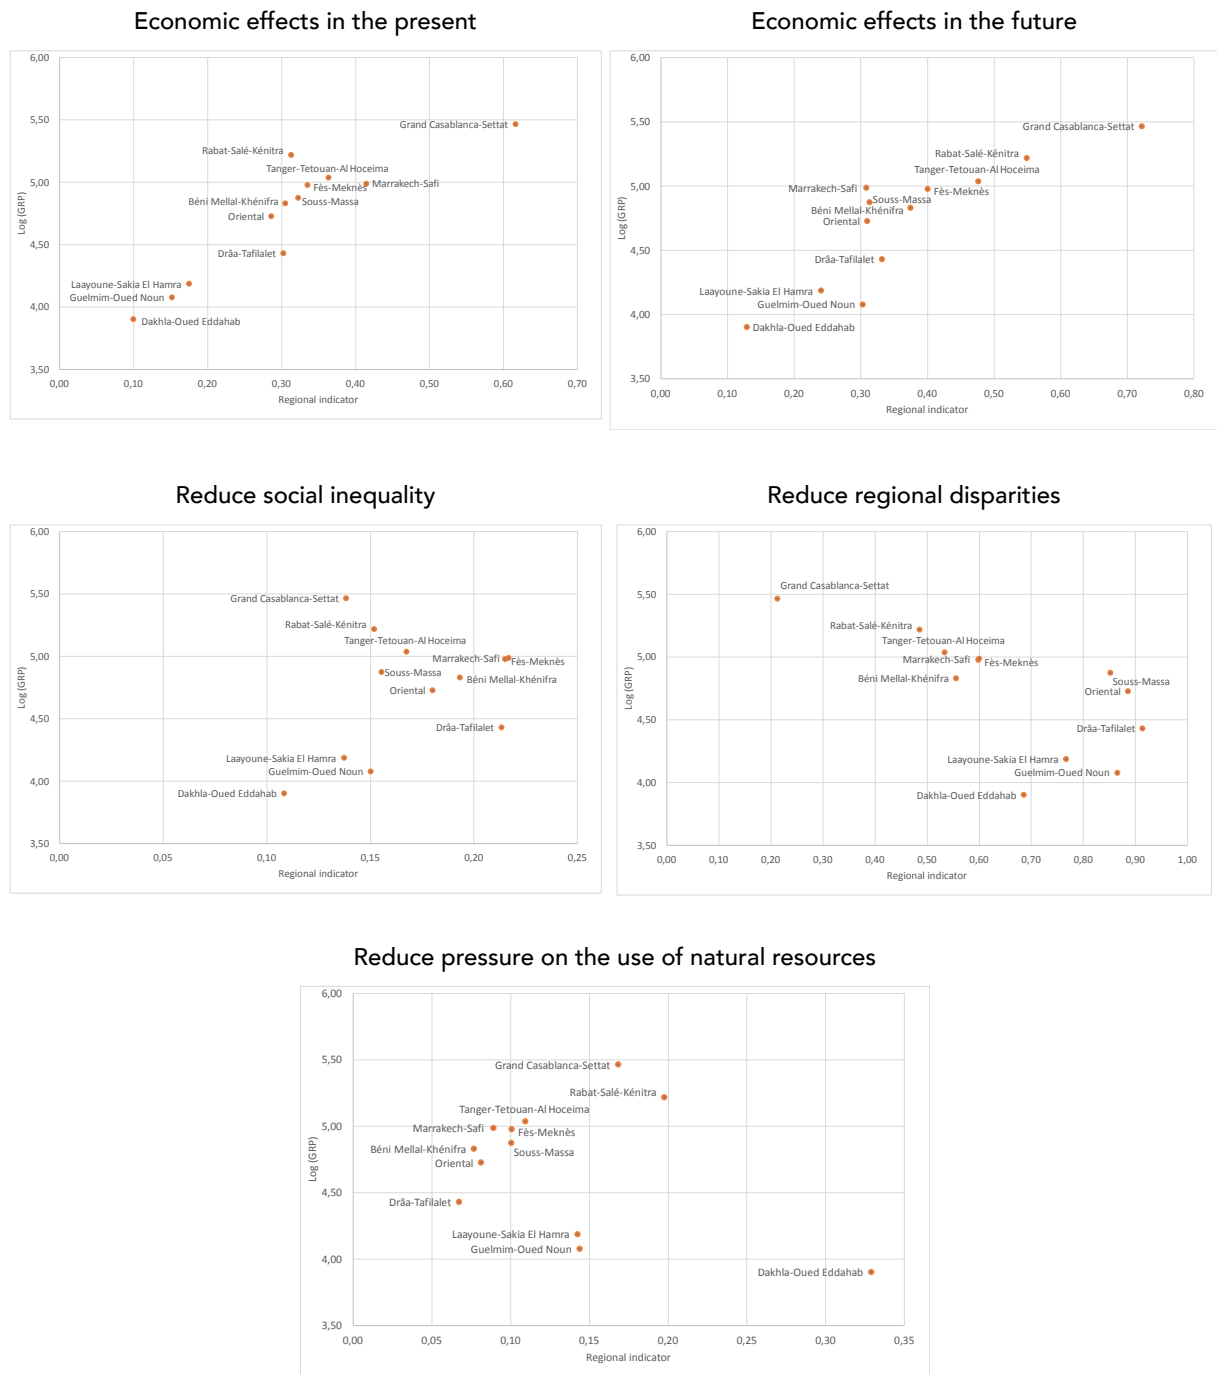 Economic effects in the present
6,00
5,50
5,00
4,50
4,00
3,50
Log (GRP)
Grand Casablanca-Settat
Rabat-Salé-Kénitra
Tanger-Tetouan-Al Hoceima
Fès-Meknès
Marrakech-Safi
Béni Mellal-Khénifra
Souss-Massa
Oriental
Drâa-Tafilalet
Laayoune-Sakia El Hamra
Guelmim-Oued Noun
Dakhla-Oued Eddahab
0,00 0,10 0,20 0,30 0,40 0,50 0,60 0,70
Regional indicator
Economic effects in the future
6,00
5,50
5,00
4,50
4,00
3,50
Log (GRP)
Grand Casablanca-Settat
Rabat-Salé-Kénitra
Tanger-Tetouan-Al Hoceima
Marrakech-Safi
Fès-Meknès
Souss-Massa
Béni Mellal-Khénifra
Oriental
Drâa-Tafilalet
Laayoune-Sakia El Hamra
Guelmim-Oued Noun
Dakhla-Oued Eddahab
0,00 0,10 0,20 0,30 0,40 0,50 0,60 0,70 0,80
Regional indicator
Reduce social inequality
6,00
5,50
5,00
4,50
4,00
3,50
Log (GRP)
Grand Casablanca-Settat
Rabat-Salé-Kénitra
Tanger-Tetouan-Al Hoceima
Marrakech-Safi
Fès-Meknès
Souss-Massa
Béni Mellal-Khénifra
Oriental
Drâa-Tafilalet
Laayoune-Sakia El Hamra
Guelmim-Oued Noun
Dakhla-Oued Eddahab
0,00 0,05 0,10 0,15 0,20 0,25
Regional indicator
Reduce regional disparities
6,00
5,50
5,00
4,50
4,00
3,50
Log (GRP)
Grand Casablanca-Settat
Rabat-Salé-Kénitra
Tanger-Tetouan-Al Hoceima
Marrakech-Safi
Fès-Meknès
Béni Mellal-Khénifra
Souss-Massa
Oriental
Drâa-Tafilalet
Laayoune-Sakia El Hamra
Guelmim-Oued Noun
Dakhla-Oued Eddahab
0,00 0,10 0,20 0,30 0,40 0,50 0,60 0,70 0,80 0,90 1,00
Regional indicator
Reduce pressure on the use of natural resources
6,00
5,50
5,00
4,50
4,00
3,50
Log (GRP)
Grand Casablanca-Settat
Rabat-Salé-Kénitra
Tanger-Tetouan-Al Hoceima
Marrakech-Safi
Fès-Meknès
Béni Mellal-Khénifra
Souss-Massa
Oriental
Drâa-Tafilalet
Laayoune-Sakia El Hamra
Guelmim-Oued Noun
Dakhla-Oued Eddahab
0,00 0,05 0,10 0,15 0,20 0,25 0,30 0,35
Regional indicator